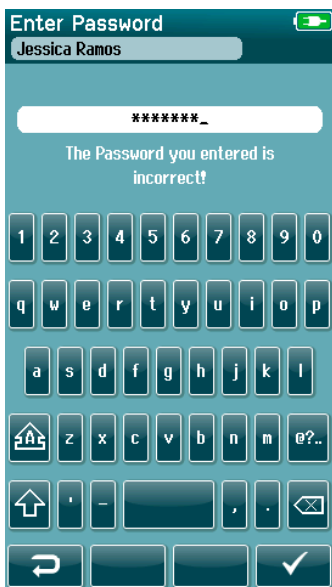 Enter Password
Jessica Ramos
*******_
The Password you entered is
incorrect!
1 2 3 4 5 6 7 8 9 0
q w e r t y u i o p
a s d f g h j k l
A z x c v b n m @?..
' - , .